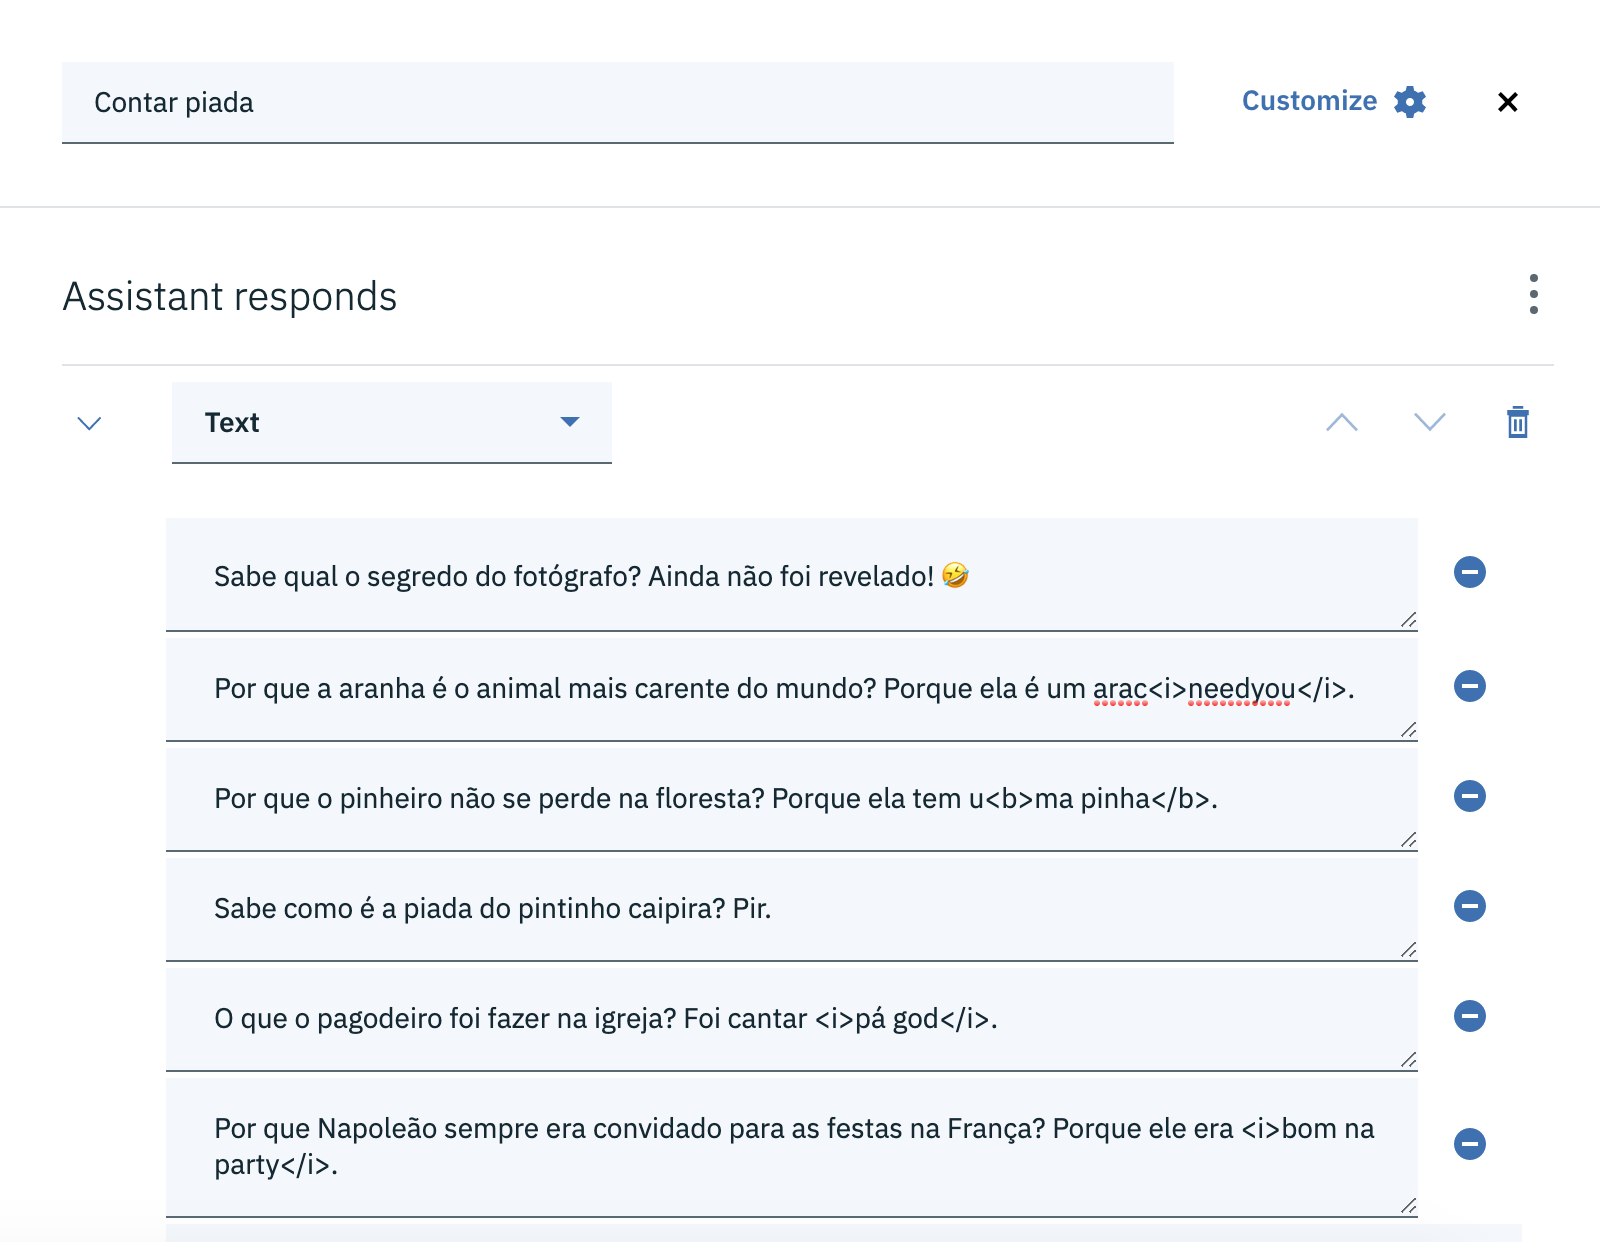 Contar piada
Customize
Assistant responds
Text
Sabe qual o segredo do fotógrafo? Ainda não foi revelado! 🤣
Por que a aranha é o animal mais carente do mundo? Porque ela é um arac<i>needyou</i>.
Por que o pinheiro não se perde na floresta? Porque ela tem u<b>ma pinha</b>.
Sabe como é a piada do pintinho caipira? Pir.
O que o pagodeiro foi fazer na igreja? Foi cantar <i>pá god</i>.
Por que Napoleão sempre era convidado para as festas na França? Porque ele era <i>bom na
party</i>.